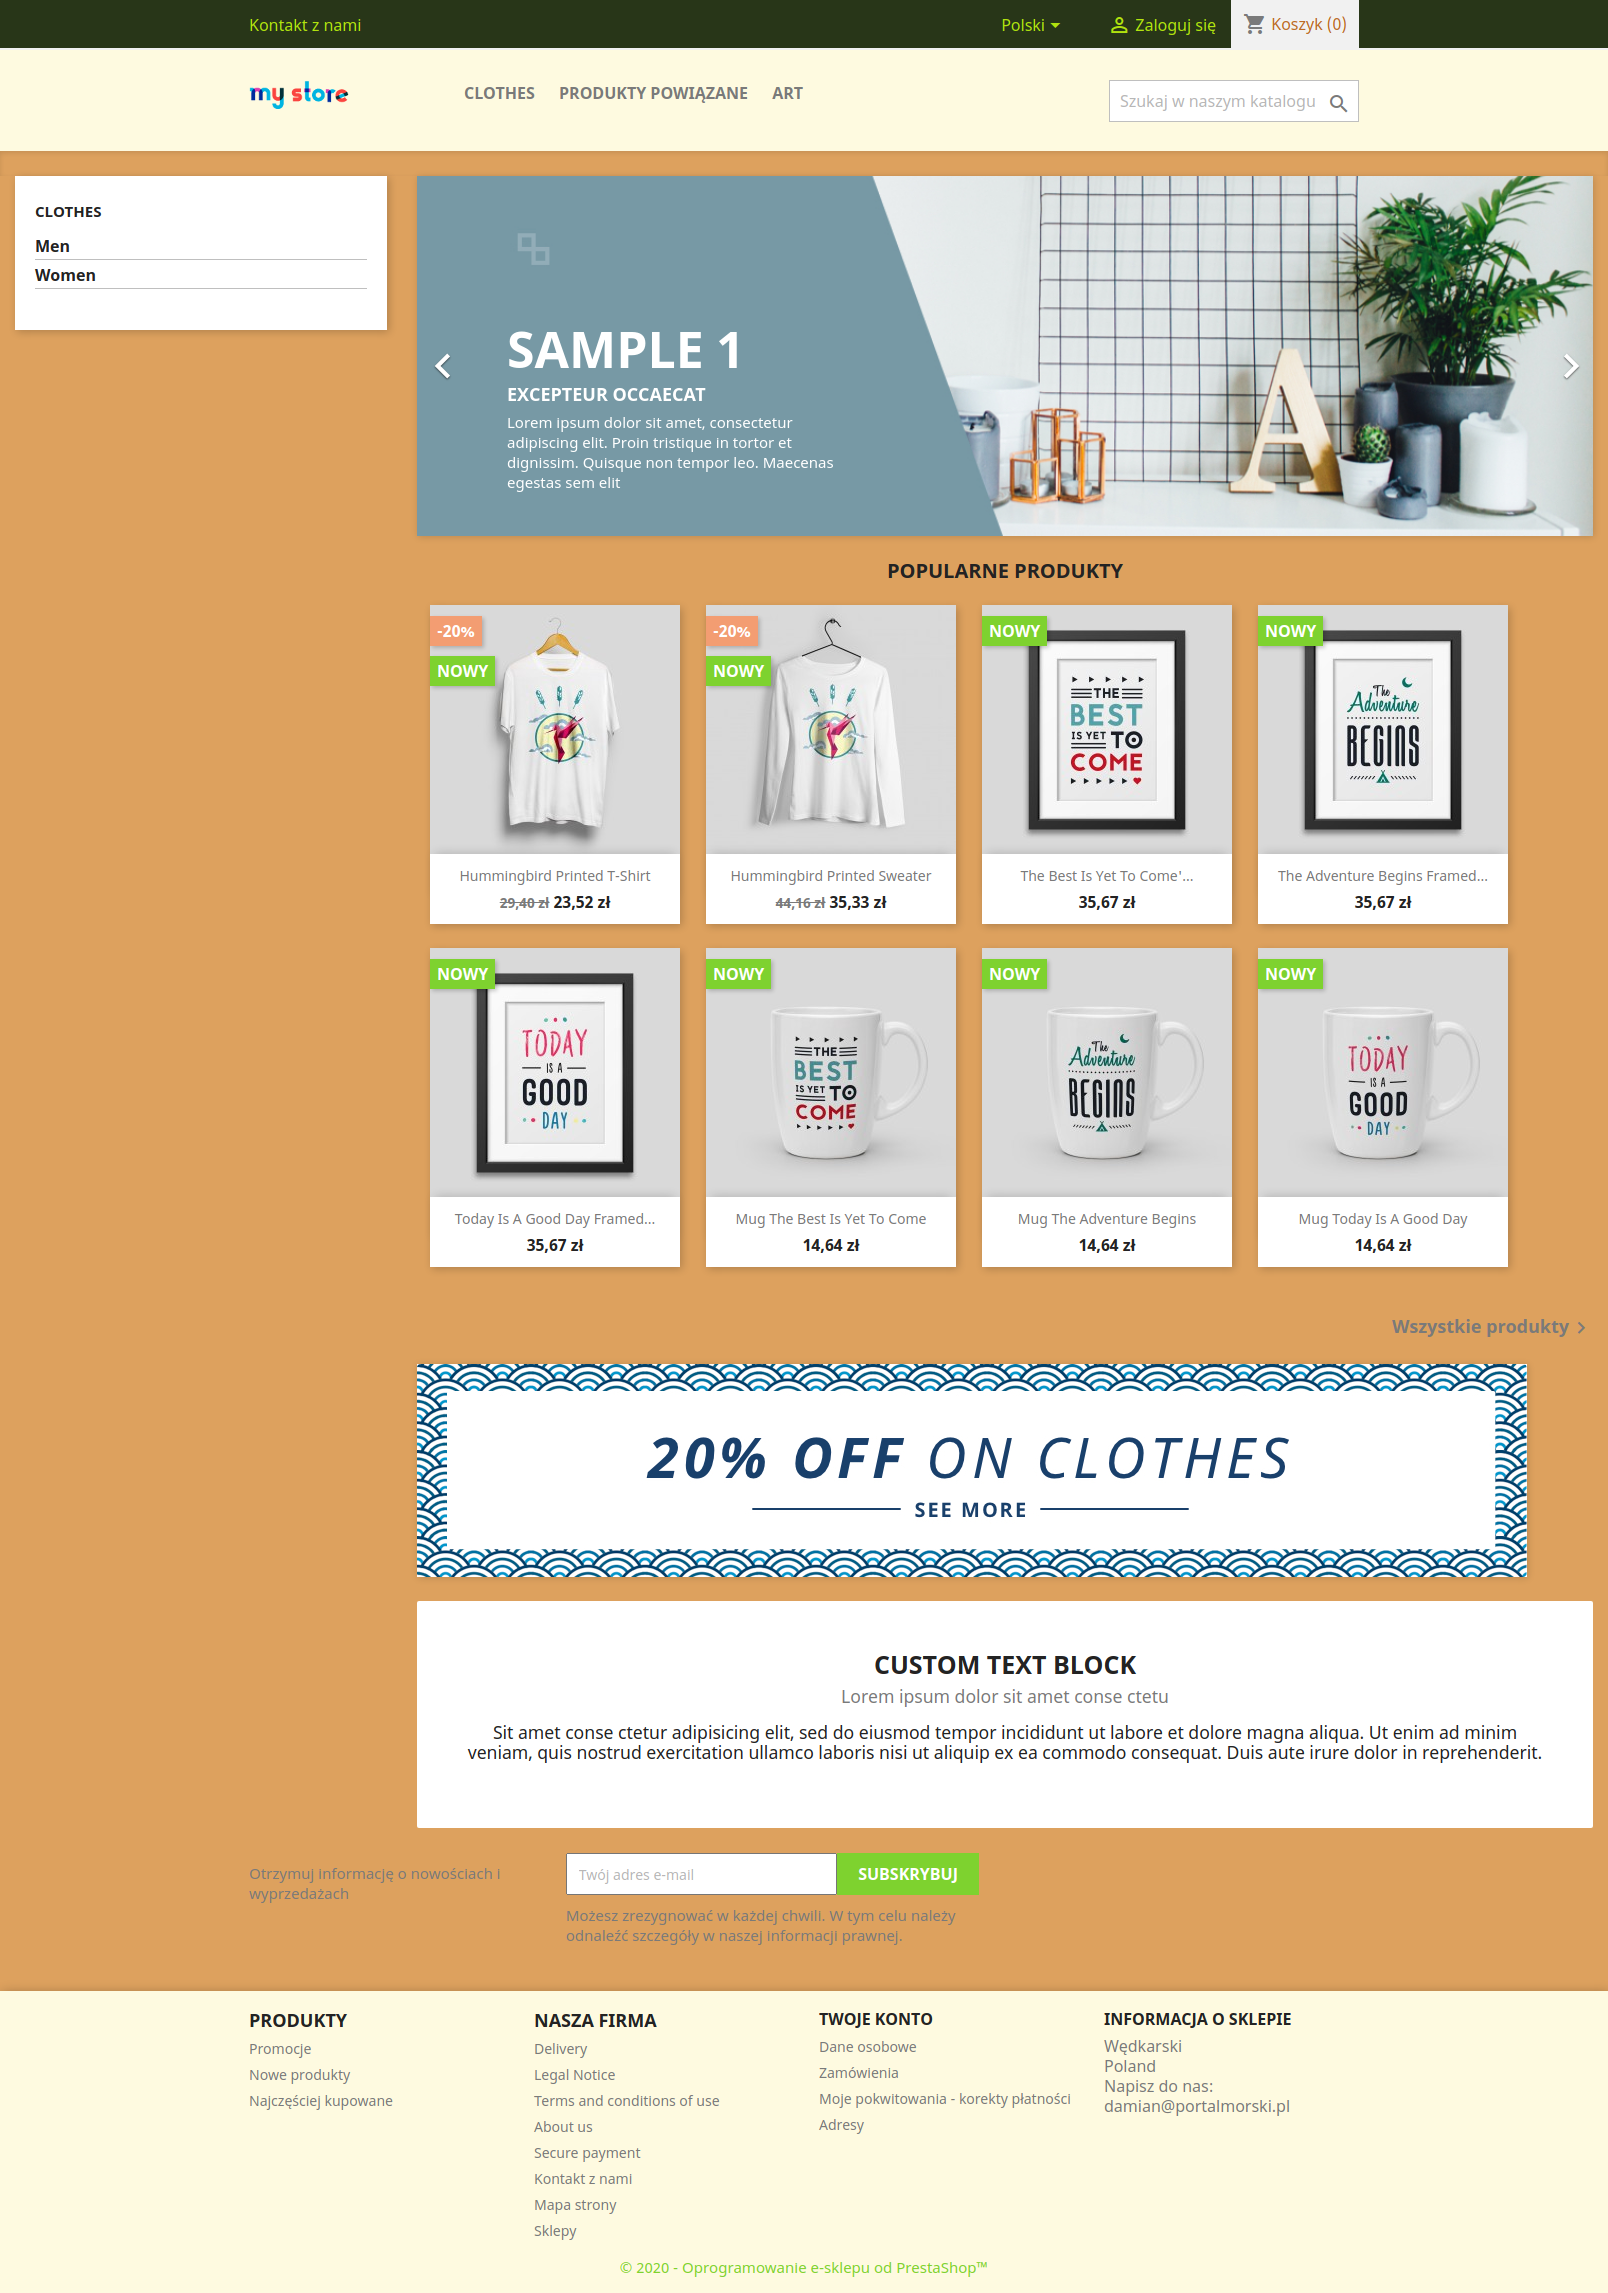 Kontakt z nami
Polski
Zaloguj się
Koszyk (0)
my store
CLOTHES
PRODUKTY POWIĄZANE
ART
Szukaj w naszym katalogu
CLOTHES
Men
Women
SAMPLE 1
EXCEPTEUR OCCAECAT
Lorem ipsum dolor sit amet, consectetur
adipiscing elit. Proin tristique in tortor et
dignissim. Quisque non tempor leo. Maecenas
egestas sem elit
A
POPULARNE PRODUKTY
-20%
NOWY
Hummingbird Printed T-Shirt
29,40 zł 23,52 zł
-20%
NOWY
Hummingbird Printed Sweater
44,16 zł 35,33 zł
NOWY
THE
BEST
IS YET TO
COME
The Best Is Yet To Come'...
35,67 zł
NOWY
The
Adventure
BEGINS
The Adventure Begins Framed...
35,67 zł
NOWY
TODAY
IS A
GOOD
DAY
Today Is A Good Day Framed...
35,67 zł
NOWY
THE
BEST
IS YET TO
COME
Mug The Best Is Yet To Come
14,64 zł
NOWY
The
Adventure
BEGINS
Mug The Adventure Begins
14,64 zł
NOWY
TODAY
IS A
GOOD
DAY
Mug Today Is A Good Day
14,64 zł
Wszystkie produkty
20% OFF ON CLOTHES
SEE MORE
CUSTOM TEXT BLOCK
Lorem ipsum dolor sit amet conse ctetu
Sit amet conse ctetur adipisicing elit, sed do eiusmod tempor incididunt ut labore et dolore magna aliqua. Ut enim ad minim
veniam, quis nostrud exercitation ullamco laboris nisi ut aliquip ex ea commodo consequat. Duis aute irure dolor in reprehenderit.
Otrzymuj informację o nowościach i
wyprzedażach
Twój adres e-mail
SUBSKRYBUJ
Możesz zrezygnować w każdej chwili. W tym celu należy
odnaleźć szczegóły w naszej informacji prawnej.
PRODUKTY
Promocje
Nowe produkty
Najczęściej kupowane
NASZA FIRMA
Delivery
Legal Notice
Terms and conditions of use
About us
Secure payment
Kontakt z nami
Mapa strony
Sklepy
TWOJE KONTO
Dane osobowe
Zamówienia
Moje pokwitowania - korekty płatności
Adresy
INFORMACJA O SKLEPIE
Wędkarski
Poland
Napisz do nas:
damian@portalmorski.pl
© 2020 - Oprogramowanie e-sklepu od PrestaShop™